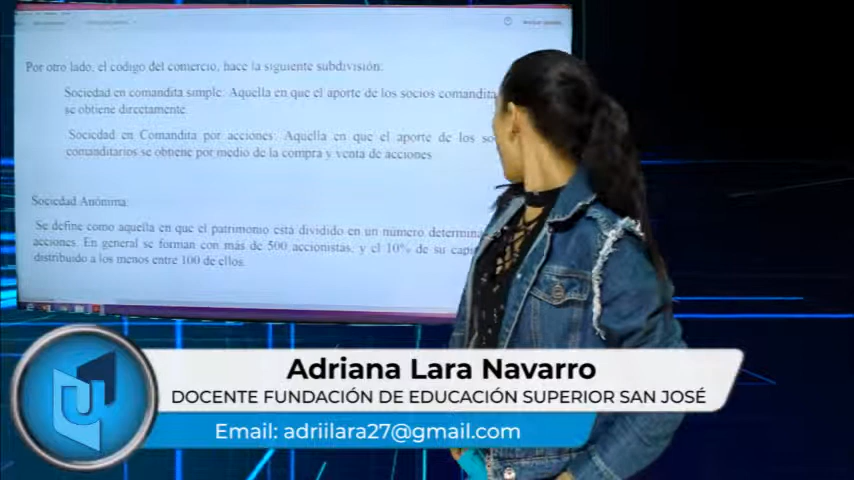 Por otro lado, el codigo del comercio, hace la siguiente subdivisión:
Sociedad en comandita simple: Aquella en que el aporte de los socios comandita
se obtiene directamente.
Sociedad en Comandita por acciones: Aquella en que el aporte de los so
comanditarios se obtiene por medio de la compra y venta de acciones
Sociedad Anónima:
Se define como aquella en que el patrimonio está dividido en un número determina
acciones. En general se forman con más de 500 accionistas, y el 10% de su capi
distribuido a los menos entre 100 de ellos.
Adriana Lara Navarro
DOCENTE FUNDACIÓN DE EDUCACIÓN SUPERIOR SAN JOSÉ
Email: adriilara27@gmail.com